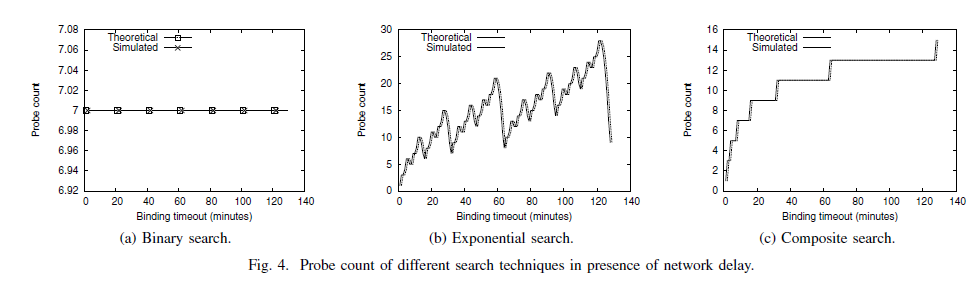 7.08
7.06
7.04
7.02
7
6.98
6.96
6.94
6.92
Probe count
Theoretical
Simulated
0 20 40 60 80 100 120 140
Binding timeout (minutes)
(a) Binary search.
30
25
20
15
10
5
0
Probe count
Theoretical
Simulated
0 20 40 60 80 100 120 140
Binding timeout (minutes)
(b) Exponential search.
16
14
12
10
8
6
4
2
0
Probe count
Theoretical
Simulated
0 20 40 60 80 100 120 140
Binding timeout (minutes)
(c) Composite search.
Fig. 4. Probe count of different search techniques in presence of network delay.